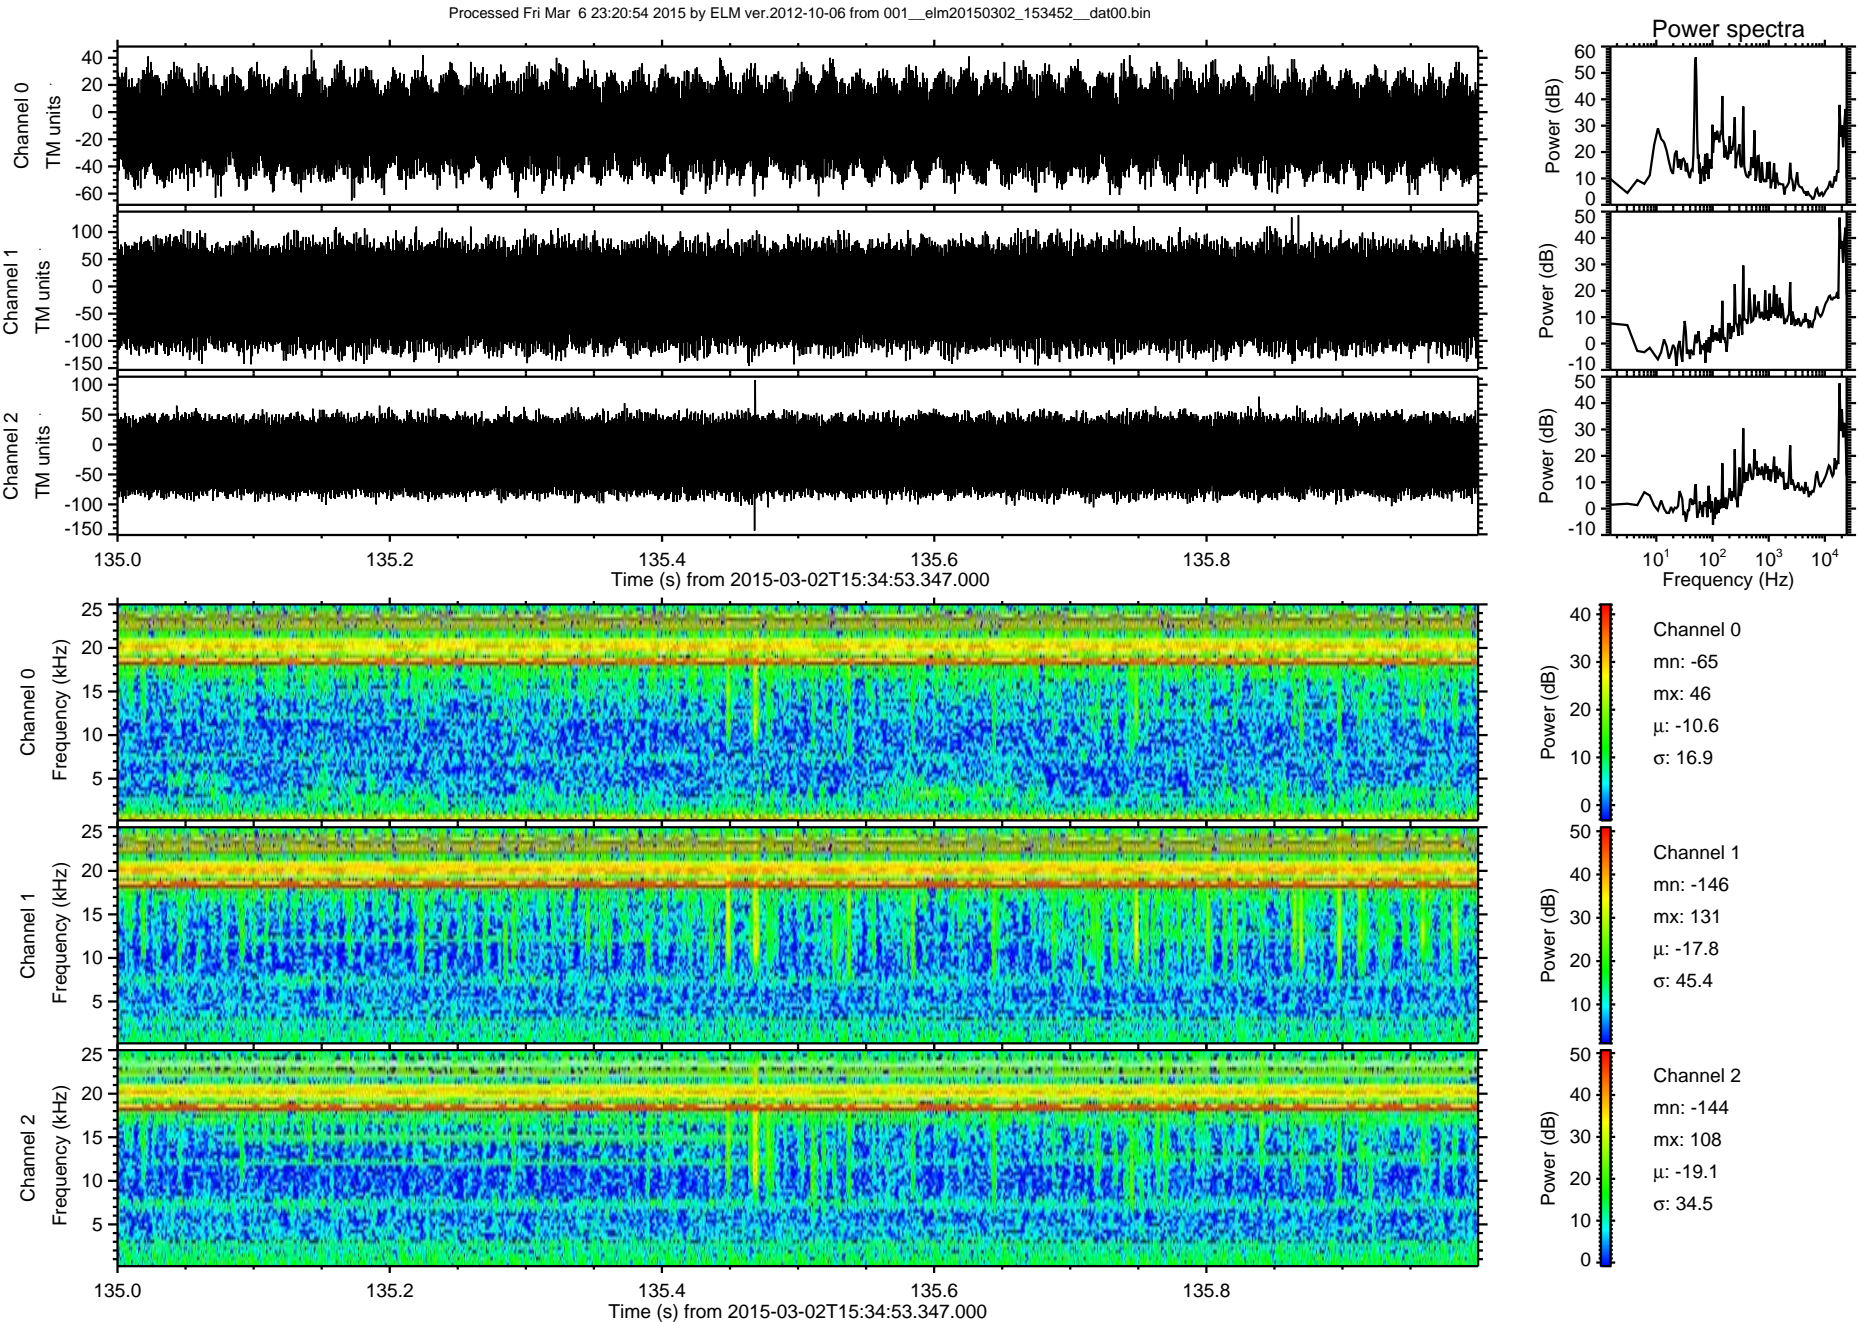 Processed Fri Mar  6 23:20:54 2015 by ELM ver.2012-10-06 from 001__elm20150302_153452__dat00.bin
Power spectra
Channel 0
TM units
40
20
0
-20
-40
-60
Power (dB)
60
50
40
30
20
10
0
Channel 1
TM units
100
50
0
-50
-100
-150
Power (dB)
50
40
30
20
10
0
-10
Channel 2
TM units
100
50
0
-50
-100
-150
Power (dB)
50
40
30
20
10
0
-10
135.0 135.2 135.4 135.6 135.8
Time (s) from 2015-03-02T15:34:53.347.000
10^1 10^2 10^3 10^4
Frequency (Hz)
Channel 0
Frequency (kHz)
25
20
15
10
5
Power (dB)
40
30
20
10
0
Channel 0
mn: -65
mx: 46
μ: -10.6
σ: 16.9
Channel 1
Frequency (kHz)
25
20
15
10
5
Power (dB)
50
40
30
20
10
Channel 1
mn: -146
mx: 131
μ: -17.8
σ: 45.4
Channel 2
Frequency (kHz)
25
20
15
10
5
Power (dB)
50
40
30
20
10
0
Channel 2
mn: -144
mx: 108
μ: -19.1
σ: 34.5
135.0 135.2 135.4 135.6 135.8
Time (s) from 2015-03-02T15:34:53.347.000